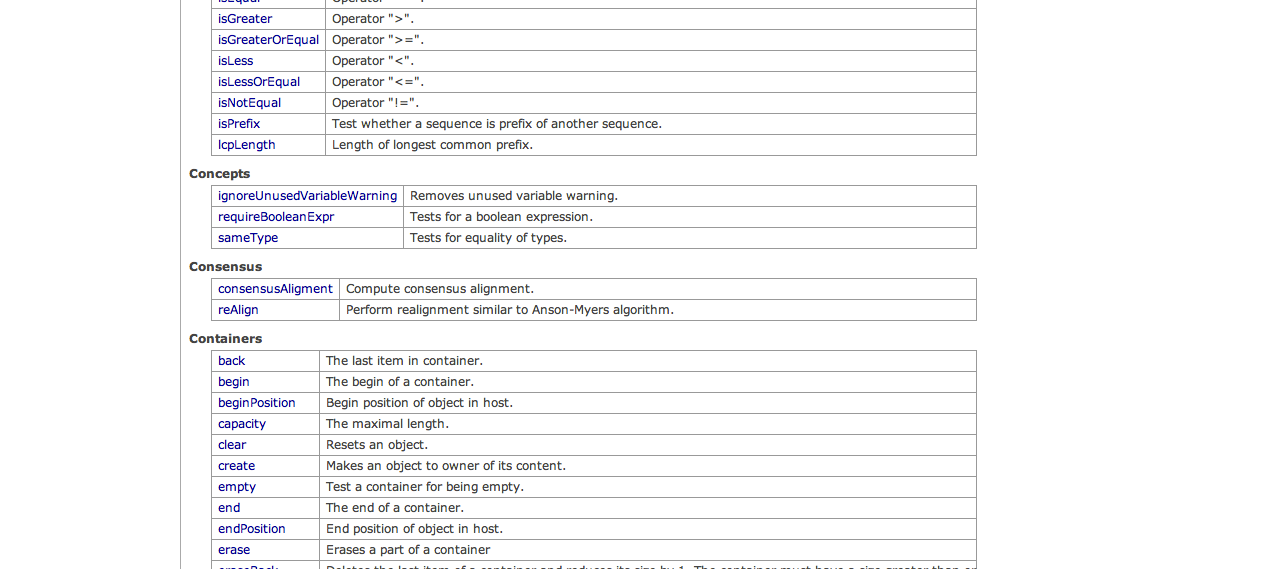 isGreater Operator ">".
isGreaterOrEqual Operator ">=".
isLess Operator "<".
isLessOrEqual Operator "<=".
isNotEqual Operator "!=".
isPrefix Test whether a sequence is prefix of another sequence.
lcpLength Length of longest common prefix.
Concepts
ignoreUnusedVariableWarning Removes unused variable warning.
requireBooleanExpr Tests for a boolean expression.
sameType Tests for equality of types.
Consensus
consensusAligment Compute consensus alignment.
reAlign Perform realignment similar to Anson-Myers algorithm.
Containers
back The last item in container.
begin The begin of a container.
beginPosition Begin position of object in host.
capacity The maximal length.
clear Resets an object.
create Makes an object to owner of its content.
empty Test a container for being empty.
end The end of a container.
endPosition End position of object in host.
erase Erases a part of a container